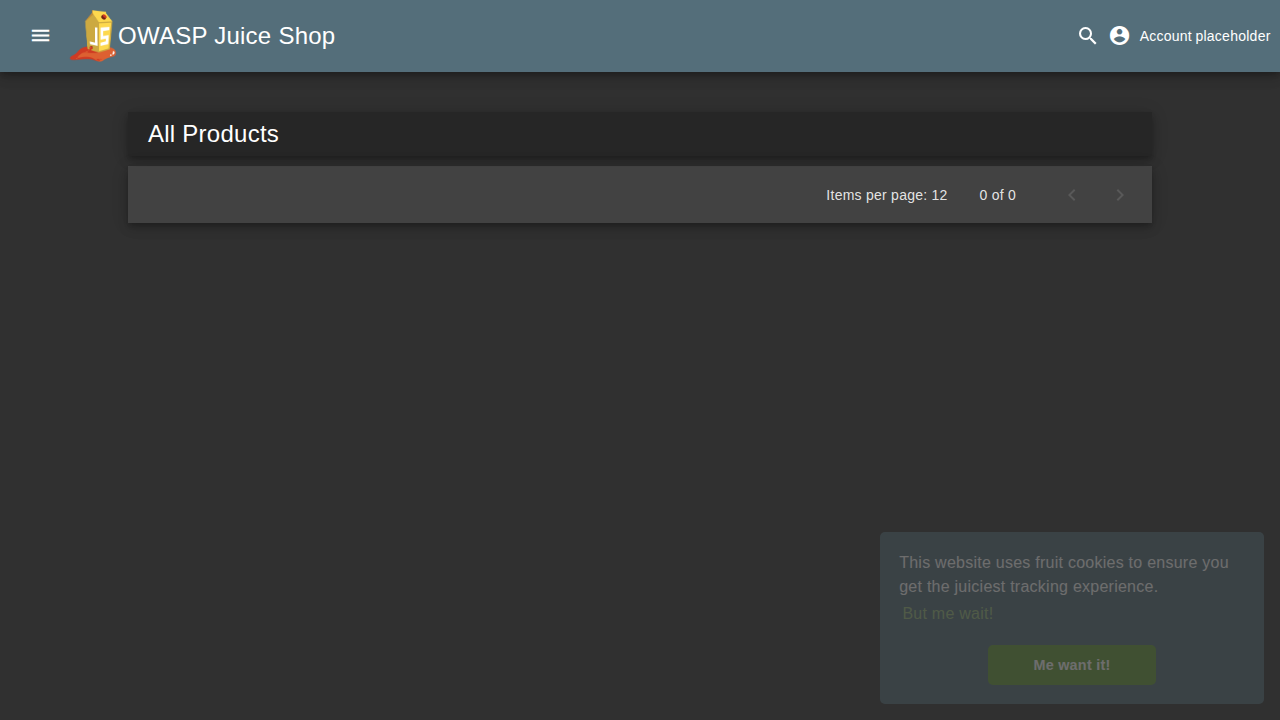 OWASP Juice Shop
Account placeholder
All Products
Items per page: 12
0 of 0
This website uses fruit cookies to ensure you
get the juiciest tracking experience.
But me wait!
Me want it!